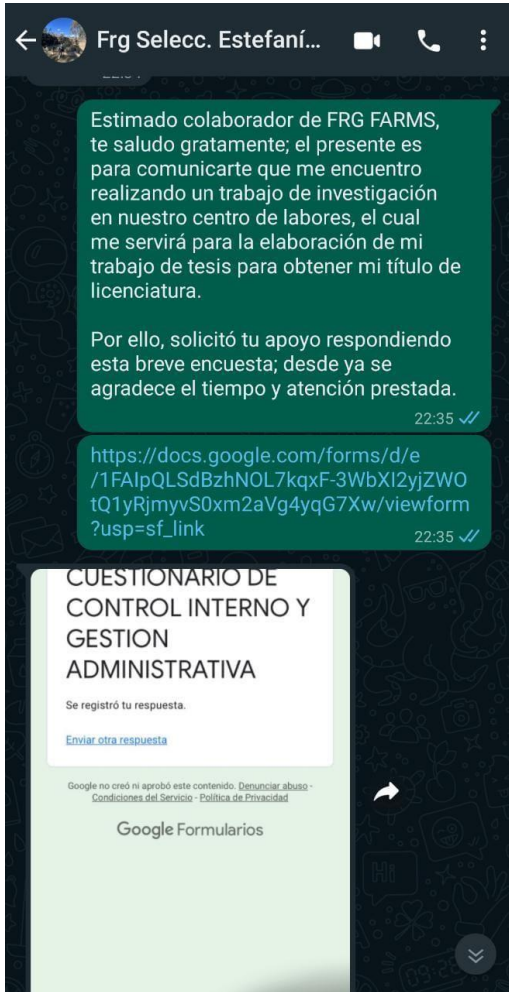 Frg Selecc. Estefaní...
Estimado colaborador de FRG FARMS,
te saludo gratamente; el presente es
para comunicarte que me encuentro
realizando un trabajo de investigación
en nuestro centro de labores, el cual
me servirá para la elaboración de mi
trabajo de tesis para obtener mi título de
licenciatura.
Por ello, solicitó tu apoyo respondiendo
esta breve encuesta; desde ya se
agradece el tiempo y atención prestada.
22:35
https://docs.google.com/forms/d/e
/1FAIpQLSdBzhNOL7kqxF-3WbXI2yjZWO
tQ1yRjmyvS0xm2aVg4yqG7Xw/viewform
?usp=sf_link
22:35
CUESTIONARIO DE
CONTROL INTERNO Y
GESTION
ADMINISTRATIVA
Se registró tu respuesta.
Enviar otra respuesta
Google no creó ni aprobó este contenido. Denunciar abuso -
Condiciones del Servicio - Política de Privacidad
Google Formularios